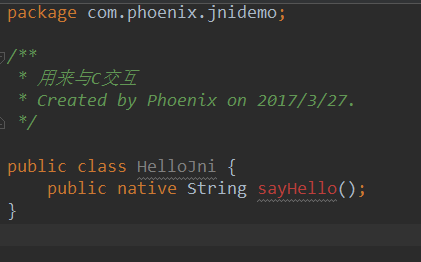 package com.phoenix.jnidemo;
/**
* 用来与C交互
* Created by Phoenix on 2017/3/27.
*/
public class HelloJni {
public native String sayHello();
}